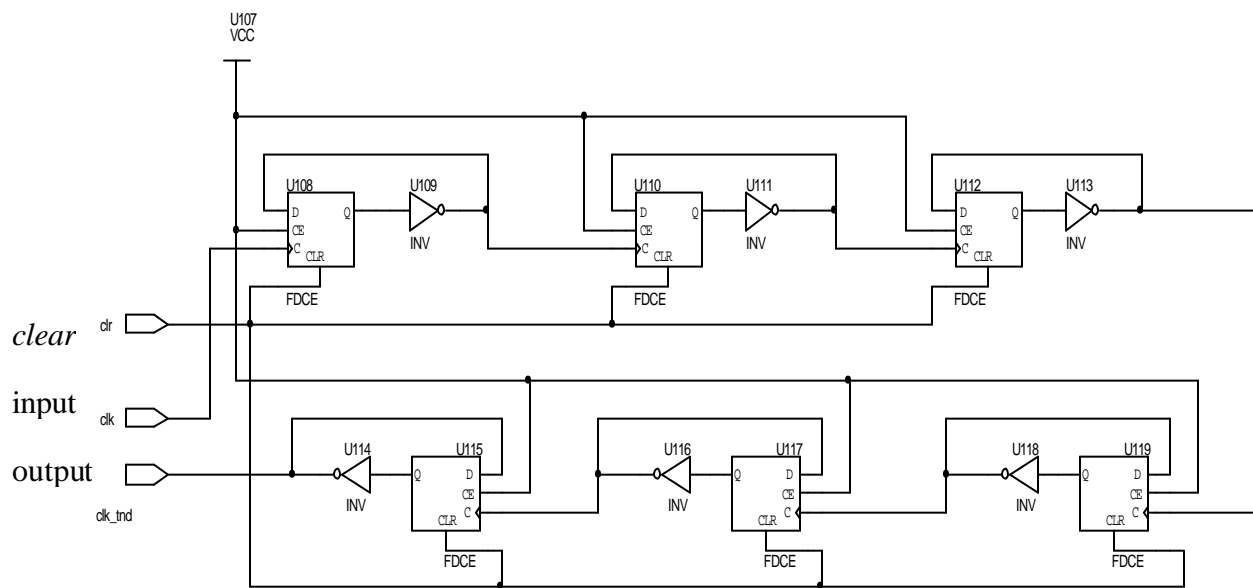 U107
VCC
U108 U109 U110 U111 U112 U113
D Q D Q D Q
CE INV CE INV CE INV
C C C
CLR CLR CLR
FDCE FDCE FDCE
clear clr
input clk
output
clk_tnd
U114 U115 U116 U117 U118 U119
Q D Q D Q D
INV CE INV CE INV CE
C C C
CLR CLR CLR
FDCE FDCE FDCE